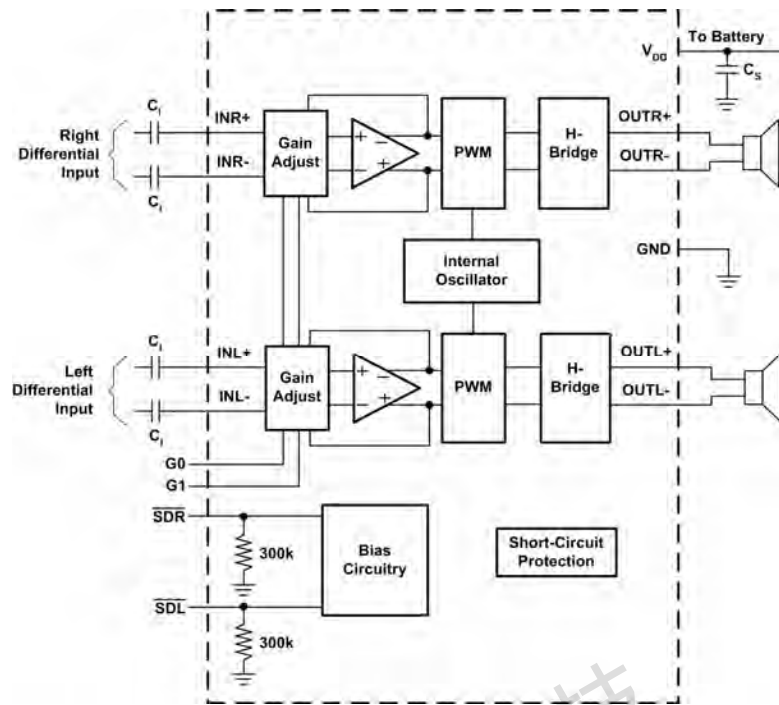 To Battery
VDD
CS
CI
INR+
Right
Differential
Input
INR-
CI
Gain
Adjust
+
−
−
+
PWM
H-
Bridge
OUTR+
OUTR-
Internal
Oscillator
GND
CI
INL+
Left
Differential
Input
INL-
CI
Gain
Adjust
+
−
−
+
PWM
H-
Bridge
OUTL+
OUTL-
G0
G1
SDR
300k
SDL
300k
Bias
Circuitry
Short-Circuit
Protection
技